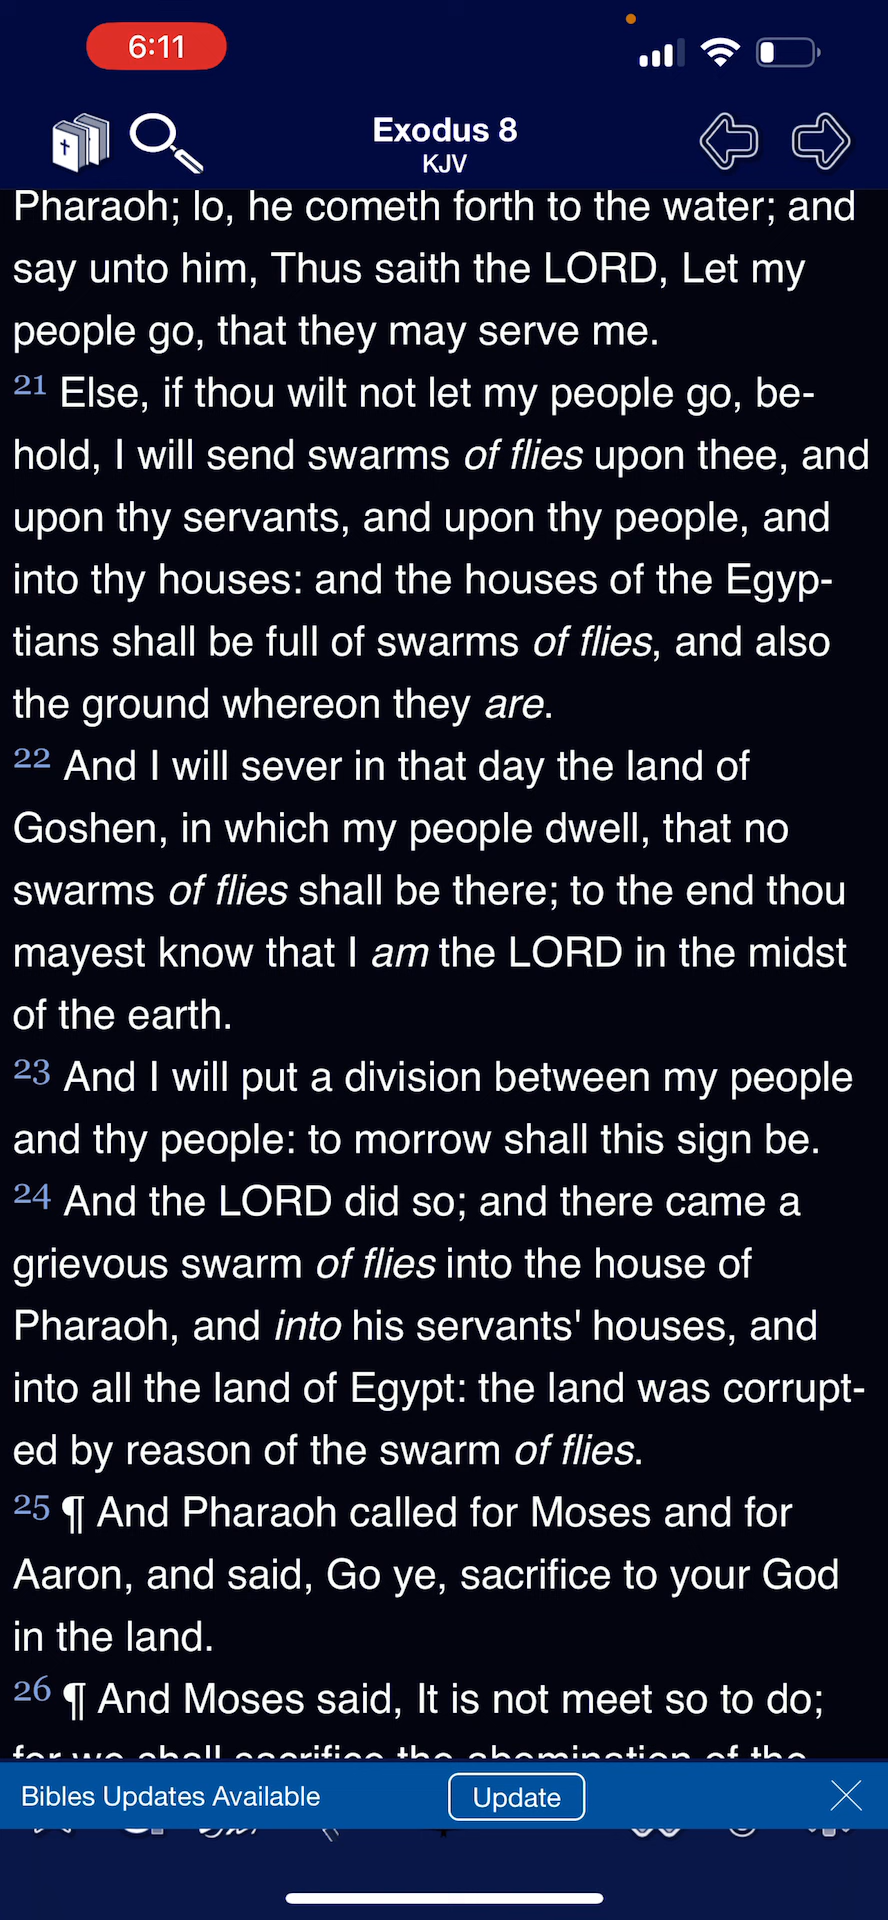 6:11
Exodus 8
KJV
Pharaoh; lo, he cometh forth to the water; and
say unto him, Thus saith the LORD, Let my
people go, that they may serve me.
21 Else, if thou wilt not let my people go, be-
hold, I will send swarms of flies upon thee, and
upon thy servants, and upon thy people, and
into thy houses: and the houses of the Egyp-
tians shall be full of swarms of flies, and also
the ground whereon they are.
22 And I will sever in that day the land of
Goshen, in which my people dwell, that no
swarms of flies shall be there; to the end thou
mayest know that I am the LORD in the midst
of the earth.
23 And I will put a division between my people
and thy people: to morrow shall this sign be.
24 And the LORD did so; and there came a
grievous swarm of flies into the house of
Pharaoh, and into his servants' houses, and
into all the land of Egypt: the land was corrupt-
ed by reason of the swarm of flies.
25 ¶ And Pharaoh called for Moses and for
Aaron, and said, Go ye, sacrifice to your God
in the land.
26 ¶ And Moses said, It is not meet so to do;
for we shall sacrifice the abomination of the
Bibles Updates Available
Update